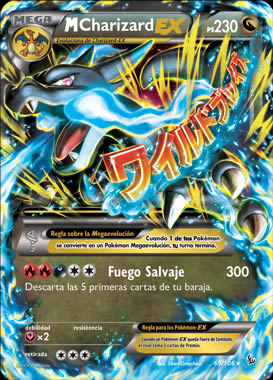 MEGA
MCharizard EX PS230
Evoluciona de Charizard-EX
ワイルドブレイズ
Regla sobre la Megaevolución
Cuando 1 de tus Pokémon
se convierte en un Pokémon Megaevolución, tu turno termina.
Fuego Salvaje 300
Descarta las 5 primeras cartas de tu baraja.
debilidad resistencia
×2
retirada
Regla para los Pokémon-EX
Cuando un Pokémon-EX queda Fuera de Combate,
el rival toma 2 cartas de Premio.